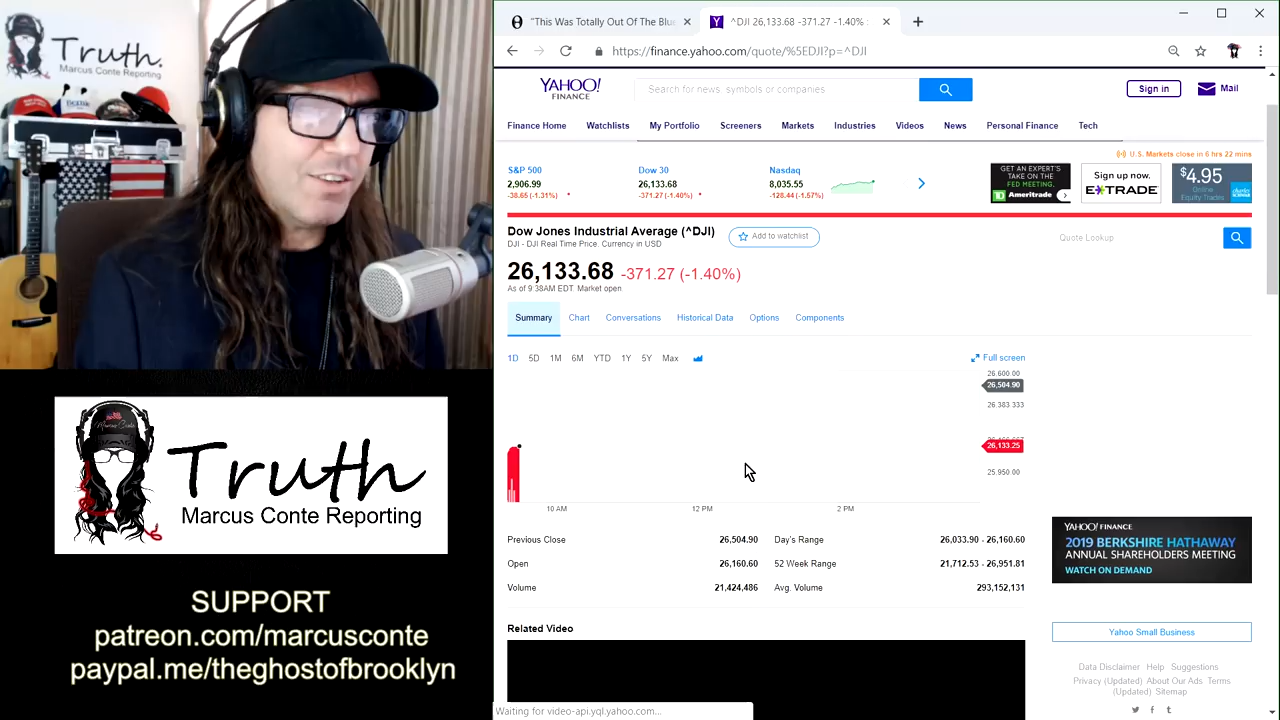 Truth.
Marcus Conte Reporting
Truth
Marcus Conte Reporting
SUPPORT
patreon.com/marcusconte
paypal.me/theghostofbrooklyn
"This Was Totally Out Of The Blu
^DJI 26,133.68 -371.27 -1.40% :
https://finance.yahoo.com/quote/%5EDJI?p=^DJI
YAHOO!
FINANCE
Search for news symbols or companies
Sign in
Mail
Finance Home Watchlists My Portfolio Screeners Markets Industries Videos News Personal Finance Tech
U.S. Markets close in 6 hrs 22 mins
S&P 500
2,906.99
-38.65 (-1.31%)
Dow 30
26,133.68
-371.27 (-1.40%)
Nasdaq
8,035.55
-128.44 (-1.57%)
GET AN EXPERT'S
TAKE ON THE
FED MEETING.
Ameritrade
Sign up now.
E*TRADE
$4.95
Online
Equity Trades
charles
SCHWAB
Dow Jones Industrial Average (^DJI)
Add to watchlist
DJI - DJI Real Time Price. Currency in USD
Quote Lookup
26,133.68 -371.27 (-1.40%)
As of 9:38AM EDT. Market open
Summary Chart Conversations Historical Data Options Components
1D 5D 1M 6M YTD 1Y 5Y Max
Full screen
26,600.00
26,504.90
26,383.333
26,133.25
25,950.00
10 AM 12 PM 2 PM
Previous Close 26,504.90 Day's Range 26,033.90 - 26,160.60
Open 26,160.60 52 Week Range 21,712.53 - 26,951.81
Volume 21,424,486 Avg. Volume 293,152,131
Related Video
YAHOO! FINANCE
2019 BERKSHIRE HATHAWAY
ANNUAL SHAREHOLDERS MEETING
WATCH ON DEMAND
Yahoo Small Business
Data Disclaimer Help Suggestions
Privacy (Updated) About Our Ads Terms
(Updated) Sitemap
Waiting for video-api.yql.yahoo.com...